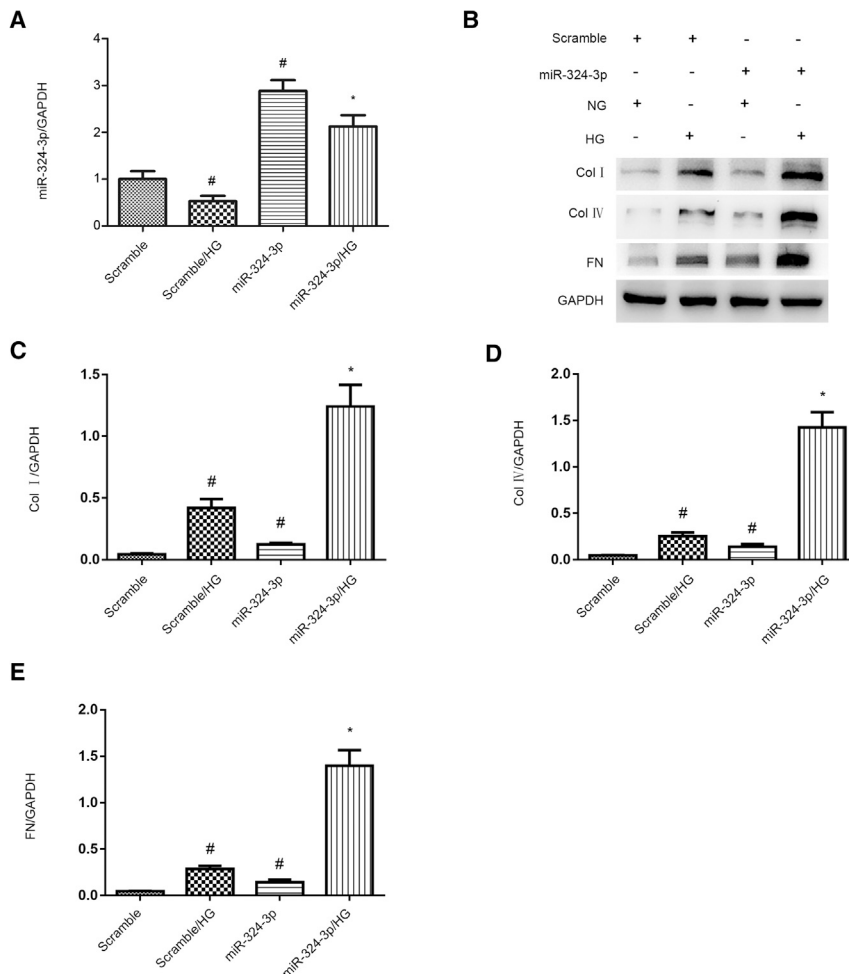 A
miR-324-3p/GAPDH
4
3
2
1
0
#
#
*
Scramble
Scramble/HG
miR-324-3p
miR-324-3p/HG
B
Scramble + + - -
miR-324-3p - - + +
NG + - + -
HG - + - +
Col Ⅰ
Col Ⅳ
FN
GAPDH
C
Col Ⅰ/GAPDH
1.5
1.0
0.5
0.0
#
#
*
Scramble
Scramble/HG
miR-324-3p
miR-324-3p/HG
D
Col Ⅳ/GAPDH
2.0
1.5
1.0
0.5
0.0
#
#
*
Scramble
Scramble/HG
miR-324-3p
miR-324-3p/HG
E
FN/GAPDH
2.0
1.5
1.0
0.5
0.0
#
#
*
Scramble
Scramble/HG
miR-324-3p
miR-324-3p/HG